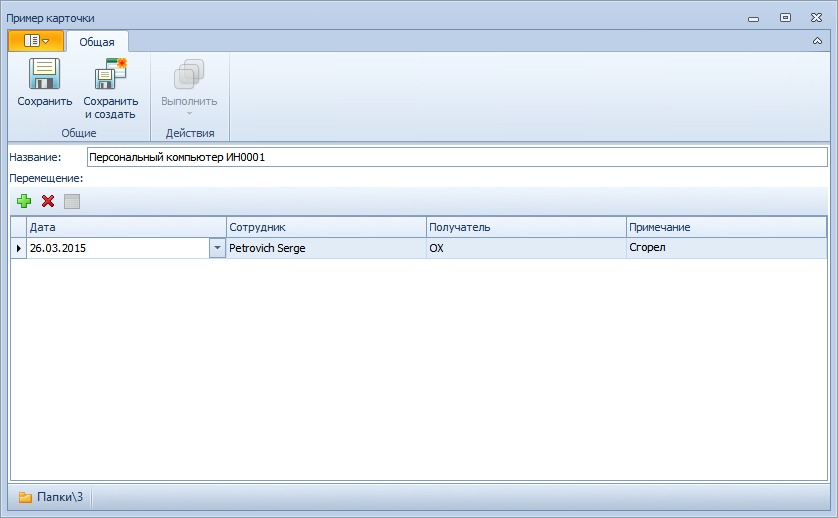 Пример карточки
Общая
Сохранить
Сохранить
и создать
Выполнить
Общие
Действия
Название: Персональный компьютер ИН0001
Перемещение:
Дата Сотрудник Получатель Примечание
26.03.2015 Petrovich Serge ОХ Сгорел
Папки\3